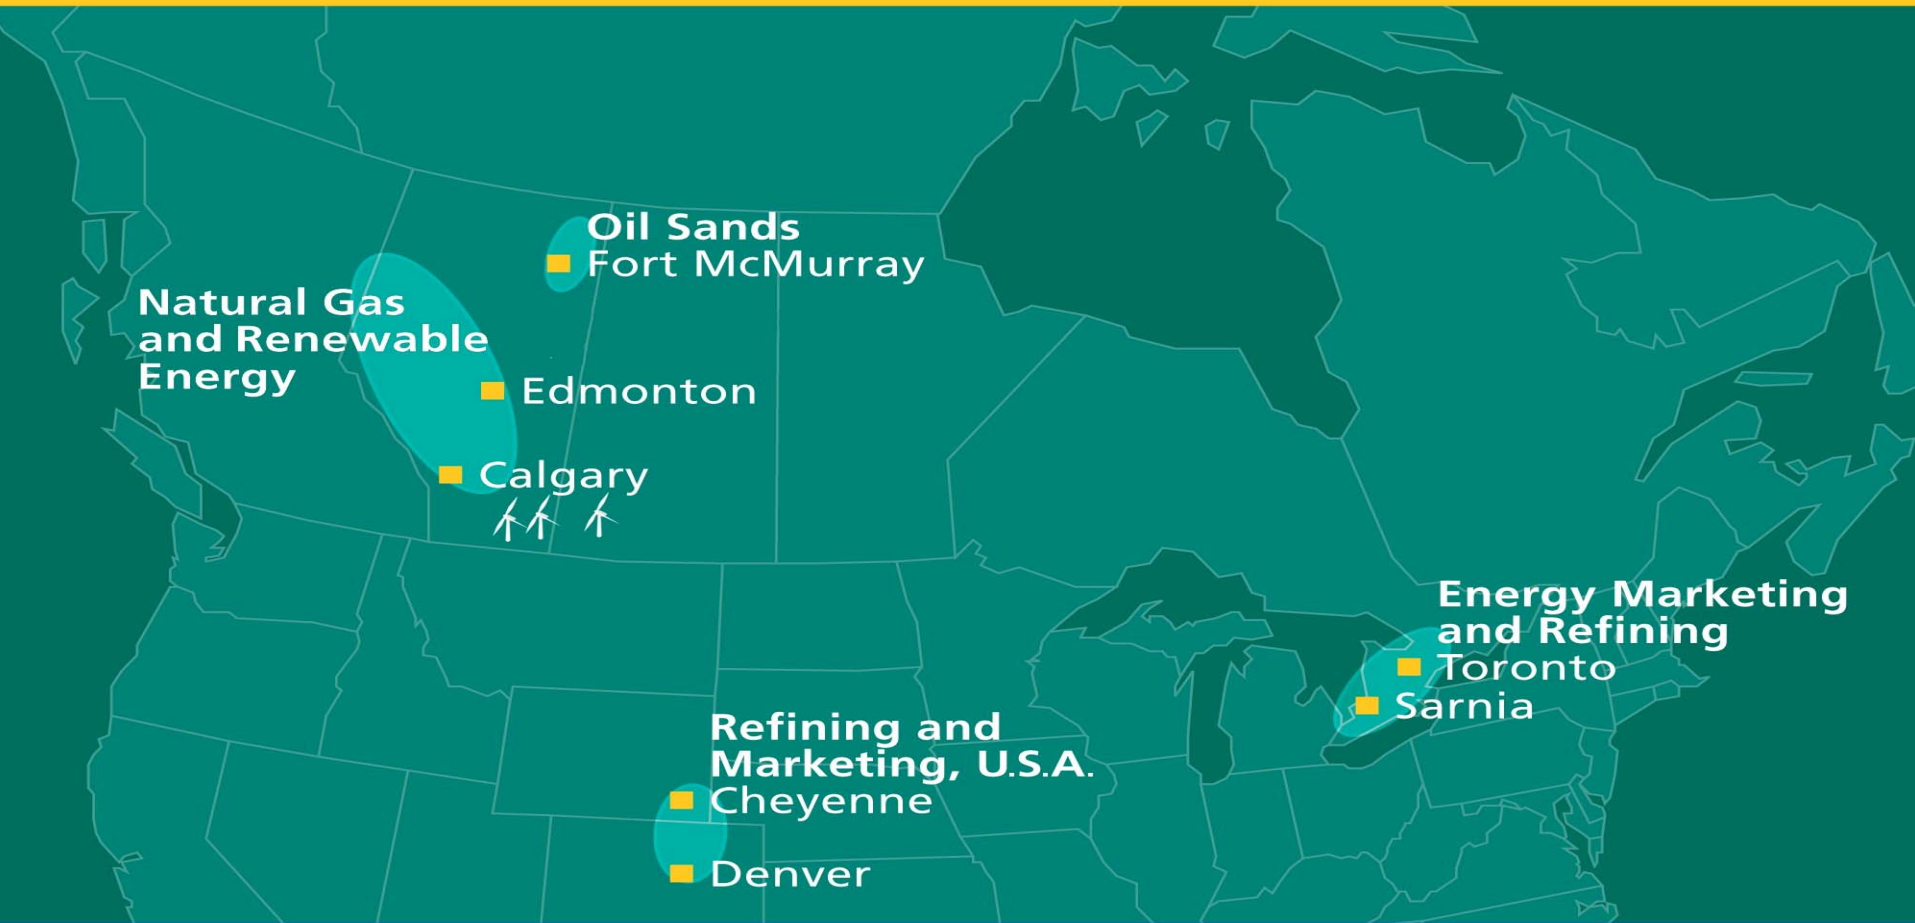 Oil Sands
Fort McMurray
Natural Gas
and Renewable
Energy
Edmonton
Calgary
Energy Marketing
and Refining
Toronto
Sarnia
Refining and
Marketing, U.S.A.
Cheyenne
Denver